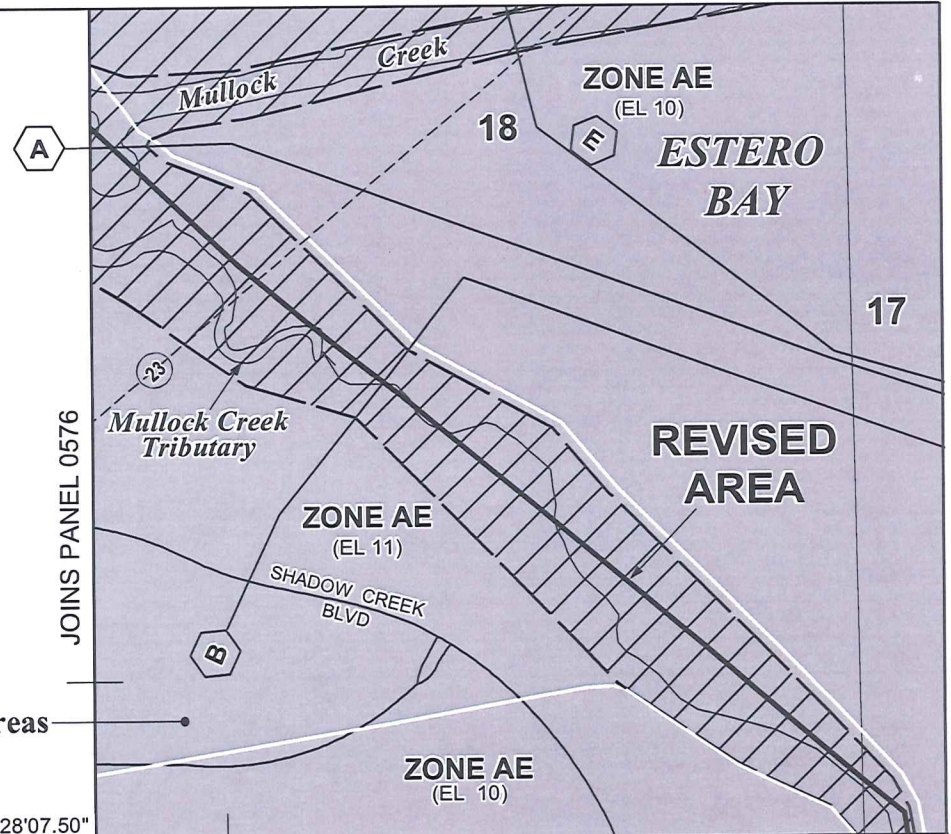 Mullock Creek
ZONE AE
(EL 10)
A
18
E
ESTERO
BAY
17
23
Mullock Creek
Tributary
REVISED
AREA
JOINS PANEL 0576
ZONE AE
(EL 11)
SHADOW CREEK
BLVD
B
reas
ZONE AE
(EL 10)
28'07.50"